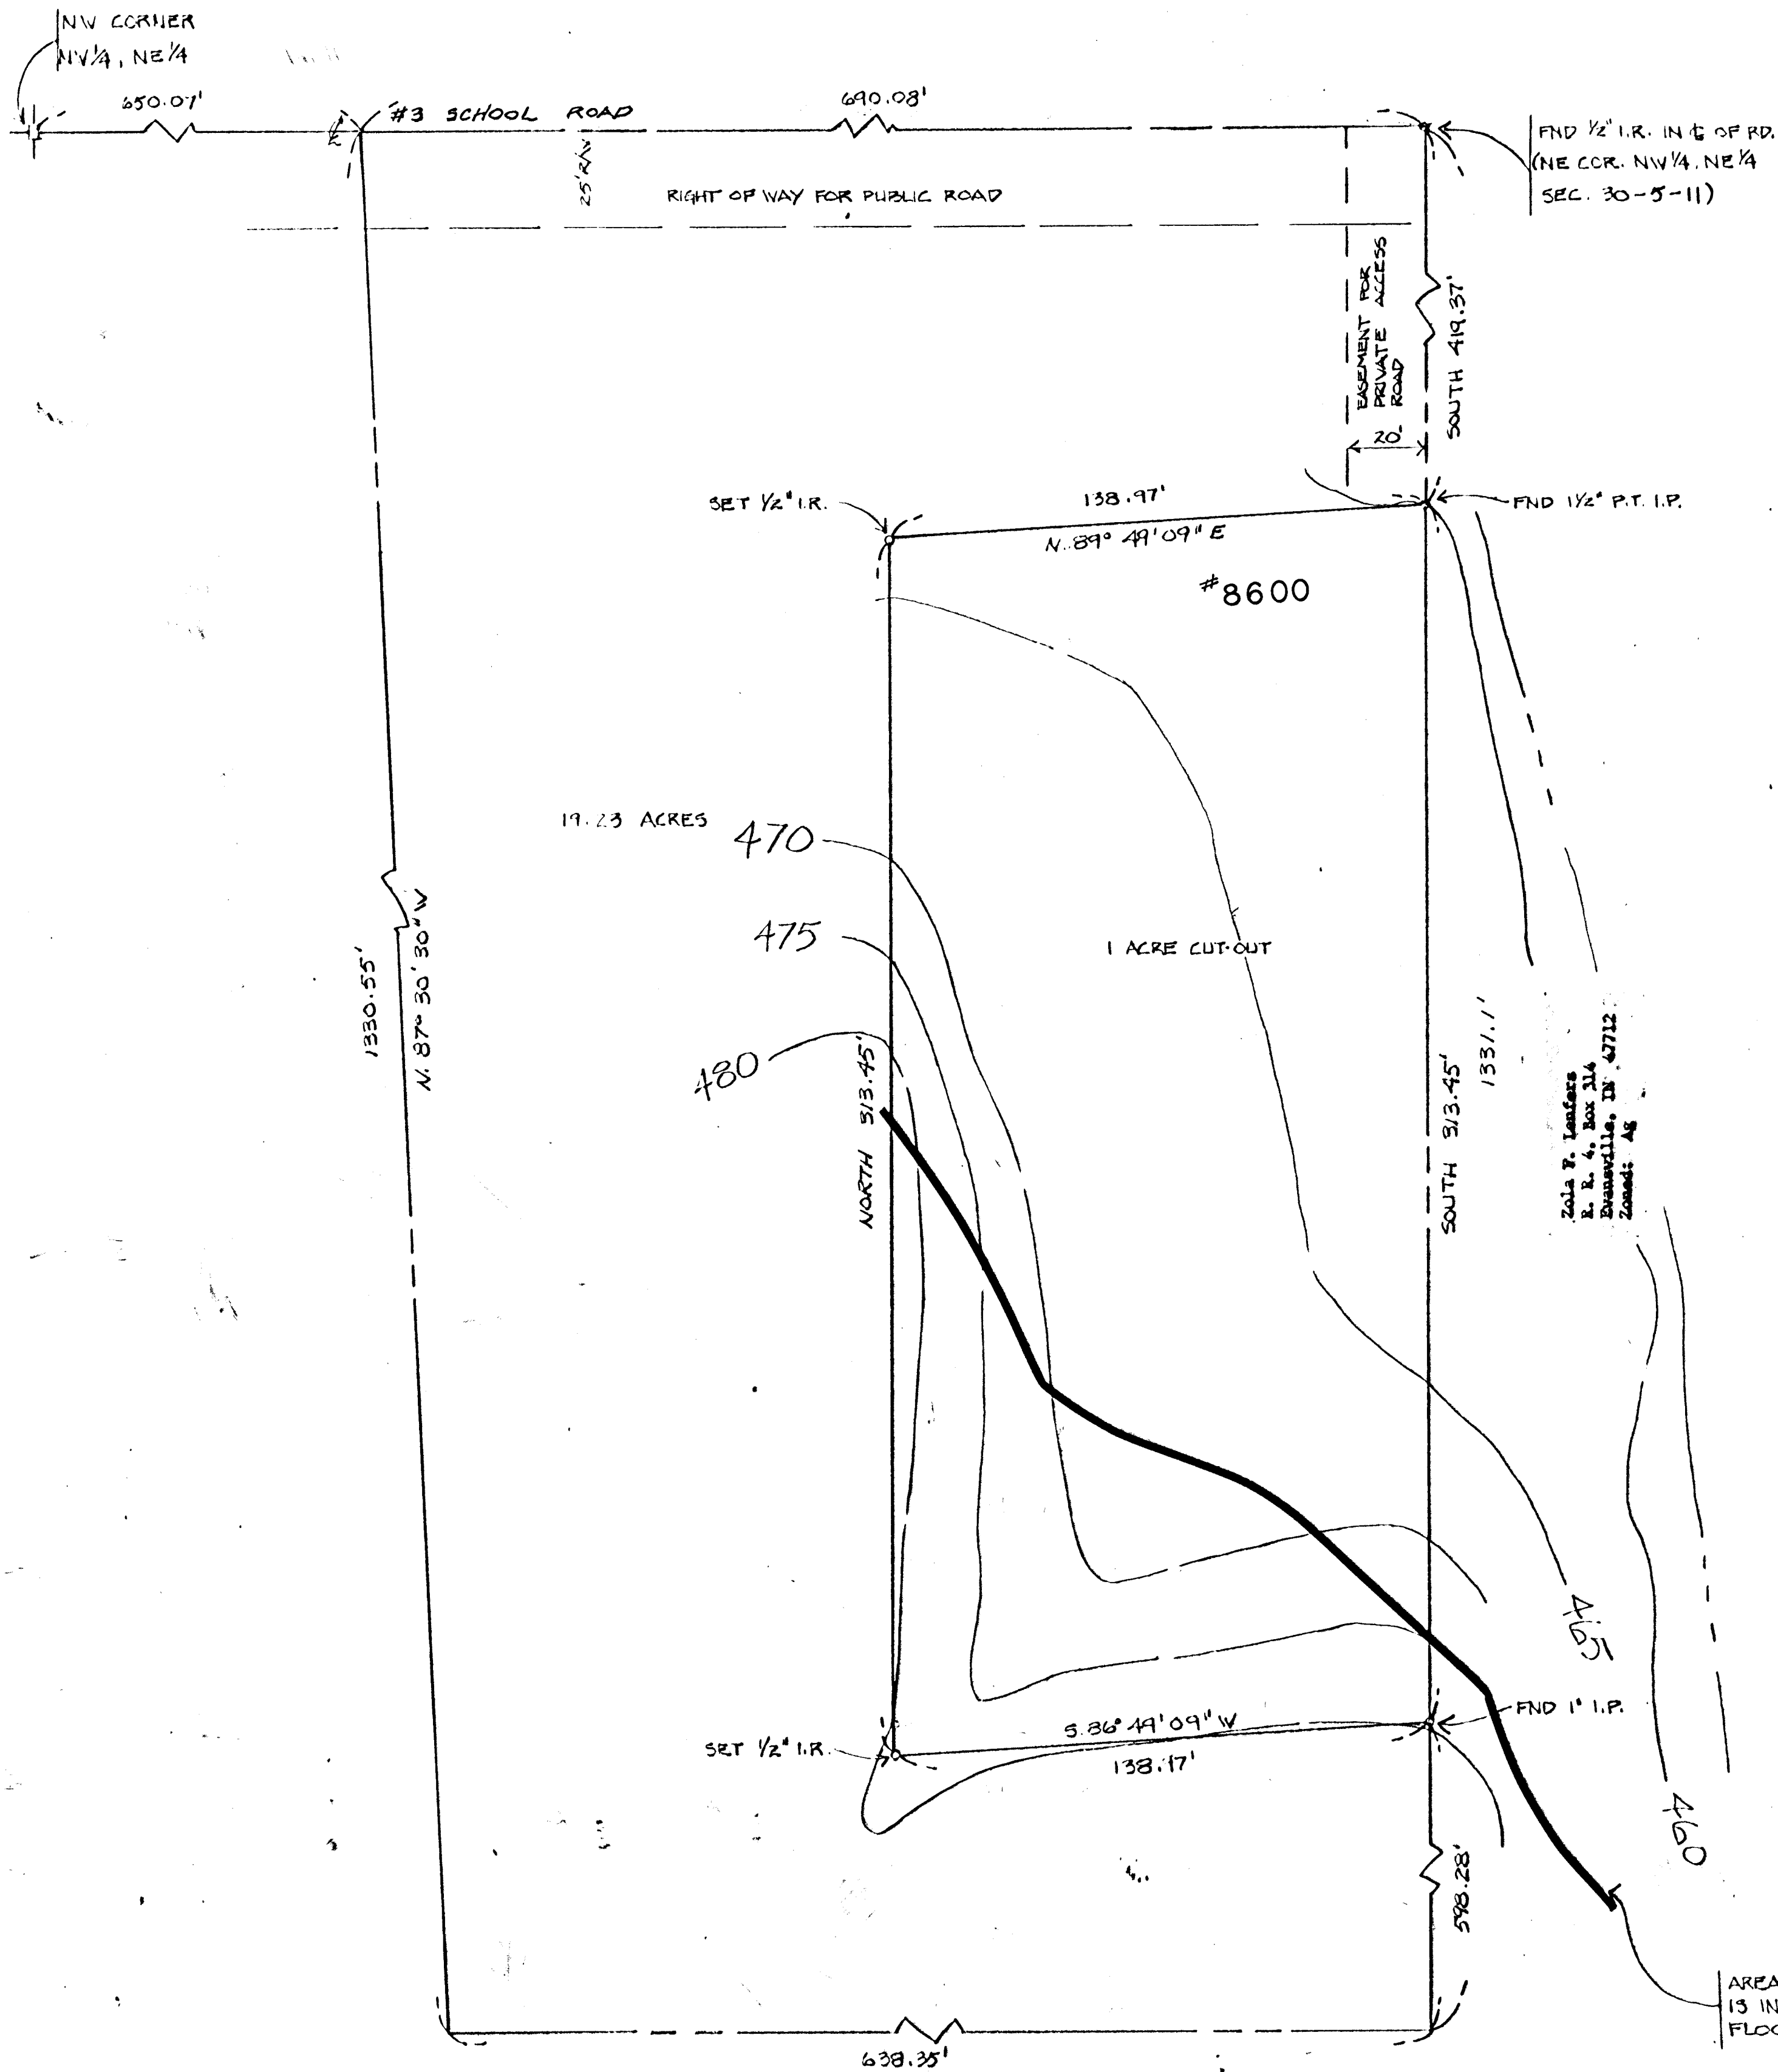 NW CORNER
NW¼, NE¼
650.07'
#3 SCHOOL ROAD
690.08'
FND ½" I.R. IN ℄ OF RD.
(NE COR. NW¼, NE¼
SEC. 30-5-11)
25' R/W
RIGHT OF WAY FOR PUBLIC ROAD
EASEMENT FOR
PRIVATE ACCESS
ROAD
20'
SOUTH 419.37'
SET ½" I.R.
138.97'
N. 89° 49' 09" E
FND 1½" P.T. I.P.
#8600
19.23 ACRES
470
475
480
1 ACRE CUT-OUT
1330.55'
N. 87° 30' 30" W
NORTH 313.45'
SOUTH 313.45'
1331.1'
Zola F. Lenfers
R. R. 4, Box 314
Evansville, IN 47712
Zoned: Ag
465
460
SET ½" I.R.
S. 86° 49' 09" W
138.17'
FND 1" I.P.
598.28'
638.35'
AREA
IS IN
FLOO